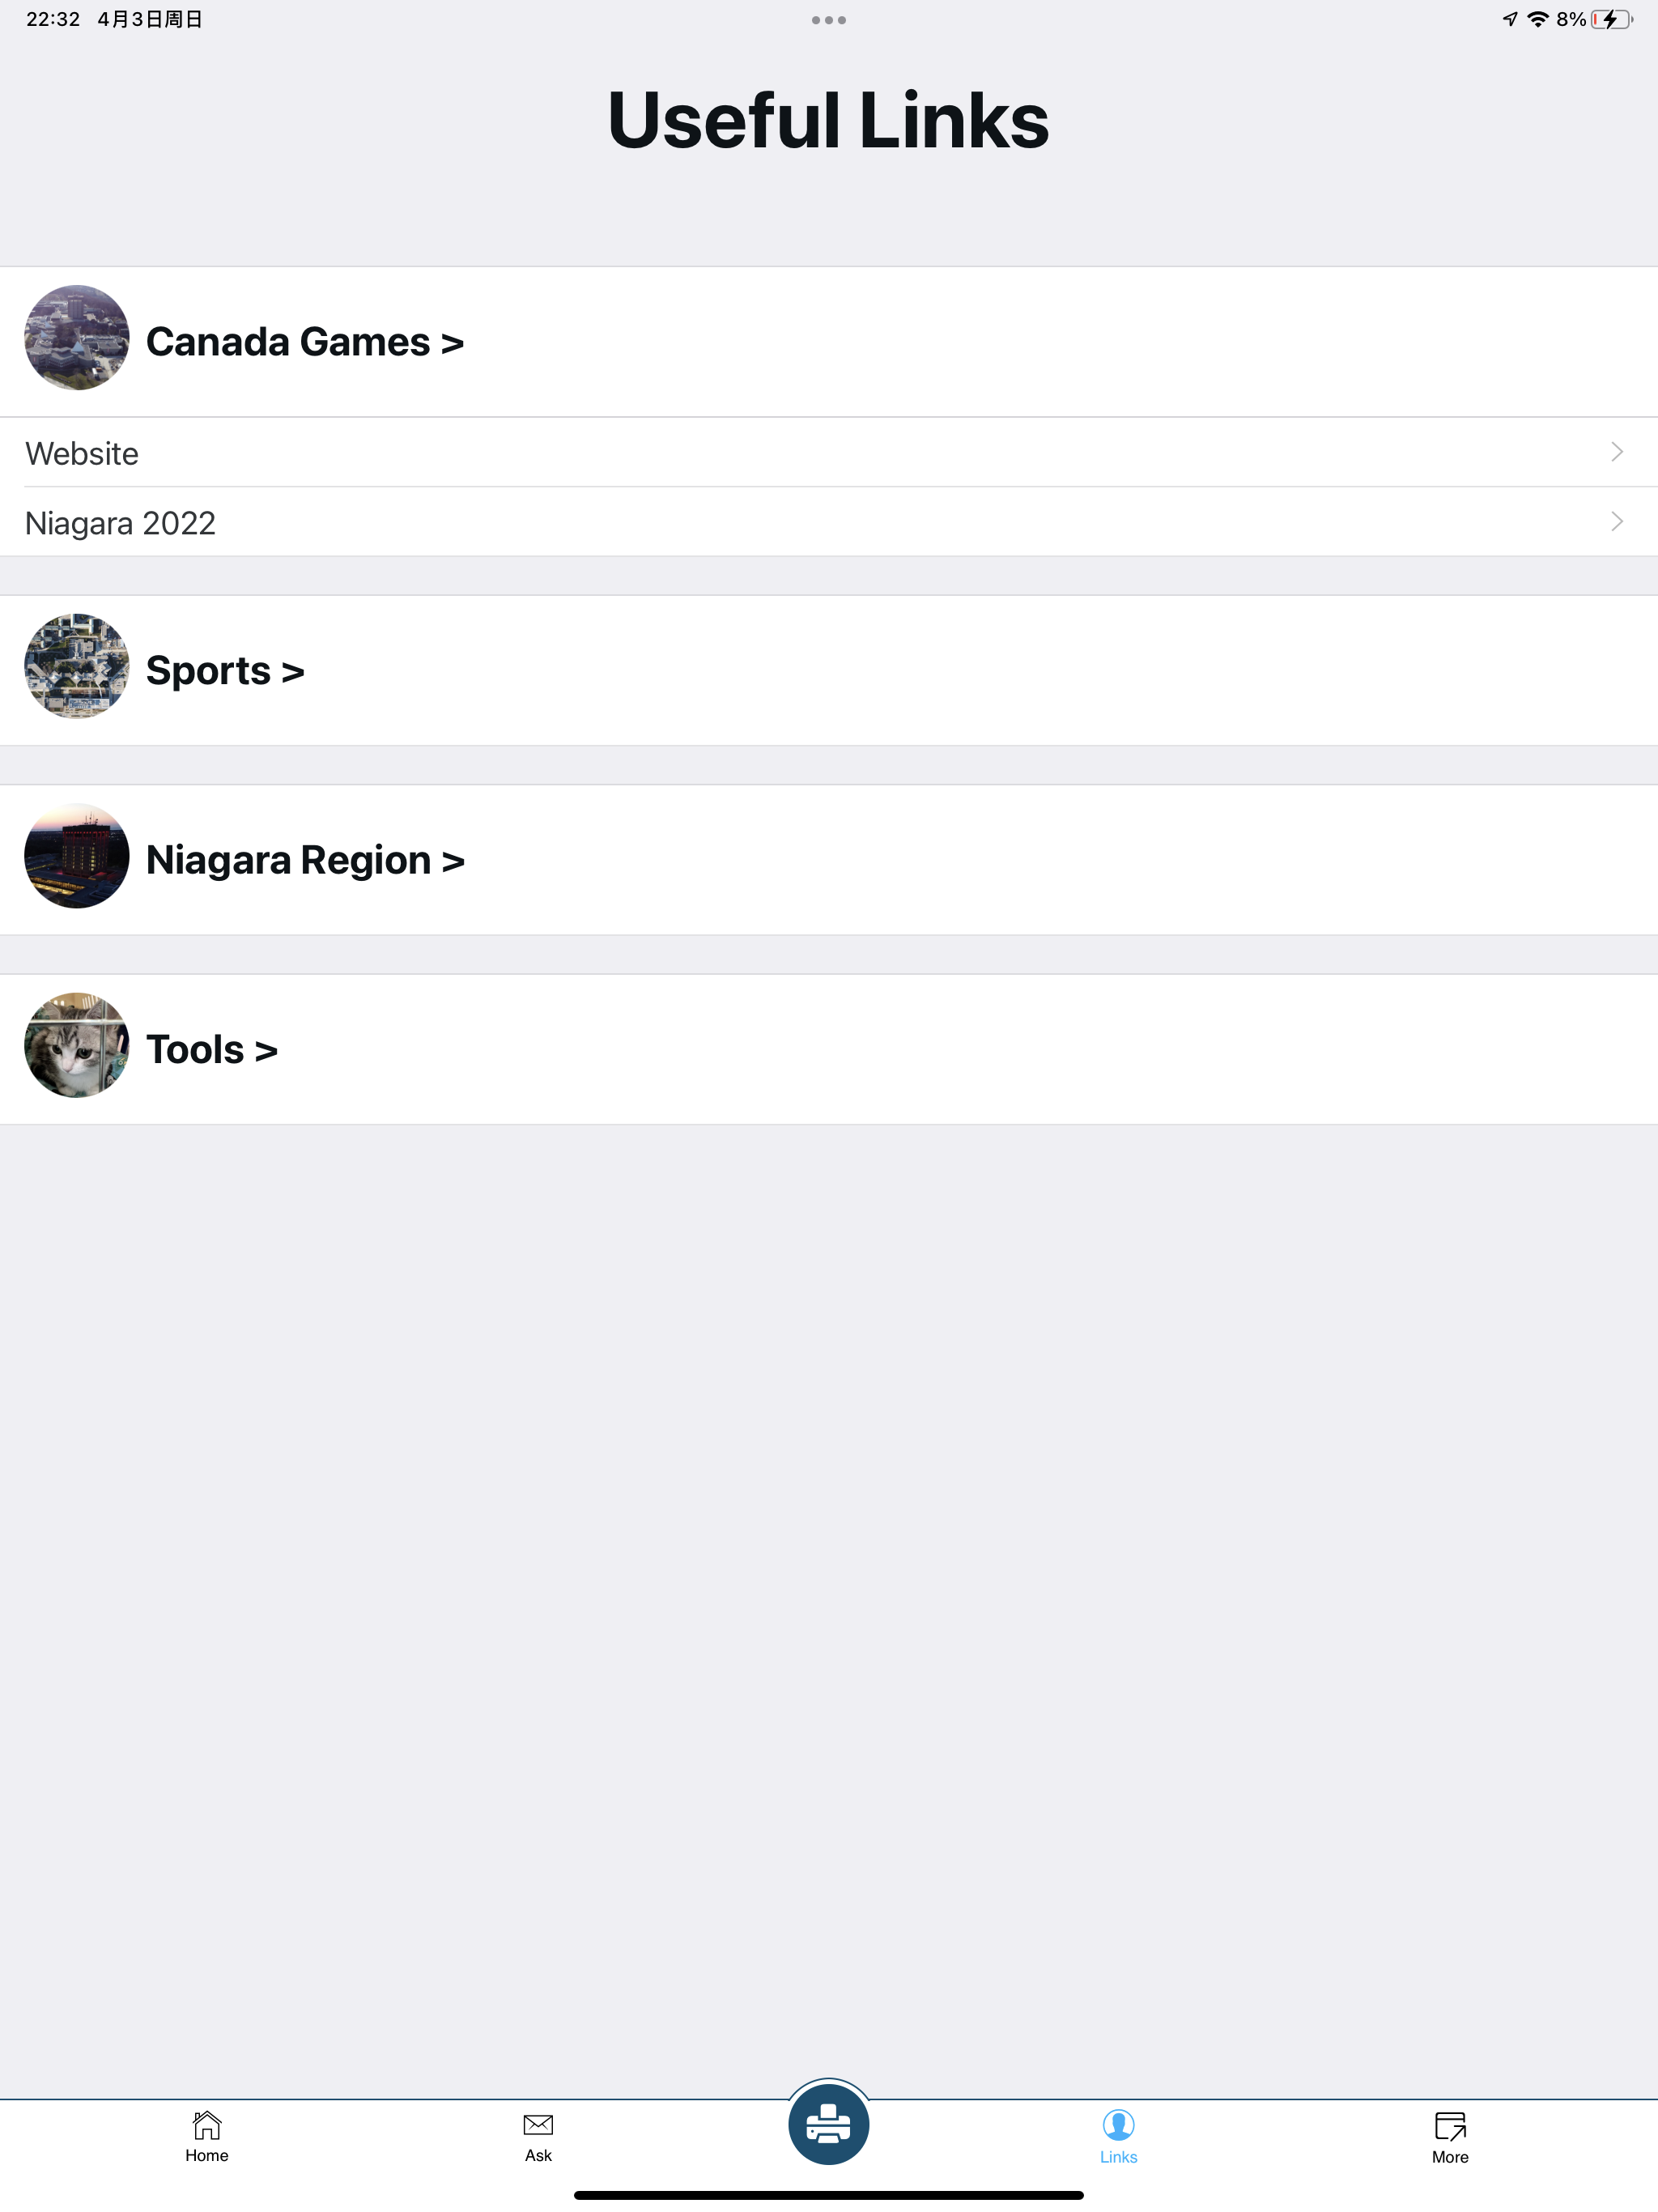 22:32 4月3日周日 8%
Useful Links
Canada Games >
Website
Niagara 2022
Sports >
Niagara Region >
Tools >
Home Ask Links More